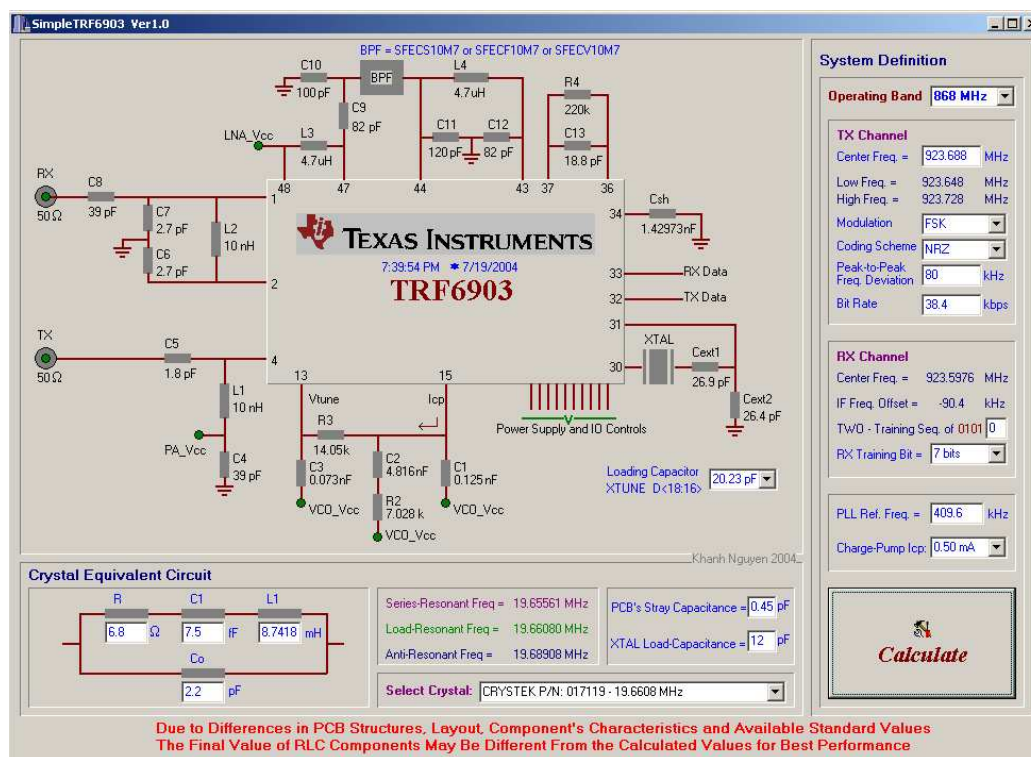 SimpleTRF6903 Ver1.0
BPF = SFECS10M7 or SFECF10M7 or SFECV10M7
C10
100 pF
BPF
L4
4.7uH
R4
220k
C9
82 pF
C11
120 pF
C12
82 pF
C13
18.8 pF
LNA_Vcc
L3
4.7uH
RX
50Ω
C8
39 pF
C7
2.7 pF
C6
2.7 pF
L2
10 nH
48
47
44
43
37
36
1
2
4
34
33
32
31
30
13
15
TEXAS INSTRUMENTS
7:39:54 PM * 7/19/2004
TRF6903
Csh
1.42973nF
RX Data
TX Data
XTAL
Cext1
26.9 pF
Cext2
26.4 pF
TX
50Ω
C5
1.8 pF
L1
10 nH
PA_Vcc
C4
39 pF
Vtune
Icp
R3
14.05k
C3
0.073nF
VCO_Vcc
C2
4.816nF
R2
7.028 k
VCO_Vcc
C1
0.125nF
VCO_Vcc
Power Supply and IO Controls
Loading Capacitor
XTUNE D<18:16>
20.23 pF
Khanh Nguyen 2004
System Definition
Operating Band 868 MHz
TX Channel
Center Freq. = 923.688 MHz
Low Freq. = 923.648 MHz
High Freq. = 923.728 MHz
Modulation FSK
Coding Scheme NRZ
Peak-to-Peak
Freq. Deviation 80 kHz
Bit Rate 38.4 kbps
RX Channel
Center Freq. = 923.5976 MHz
IF Freq. Offset = -90.4 kHz
TWO - Training Seq. of 0101 0
RX Training Bit = 7 bits
PLL Ref. Freq. = 409.6 kHz
Charge-Pump Icp: 0.50 mA
Calculate
Crystal Equivalent Circuit
R
6.8 Ω
C1
7.5 fF
L1
8.7418 mH
Co
2.2 pF
Series-Resonant Freq = 19.65561 MHz
Load-Resonant Freq = 19.66080 MHz
Anti-Resonant Freq = 19.68908 MHz
PCB's Stray Capacitance = 0.45 pF
XTAL Load-Capacitance = 12 pF
Select Crystal: CRYSTEK P/N: 017119 - 19.6608 MHz
Due to Differences in PCB Structures, Layout, Component's Characteristics and Available Standard Values
The Final Value of RLC Components May Be Different From the Calculated Values for Best Performance